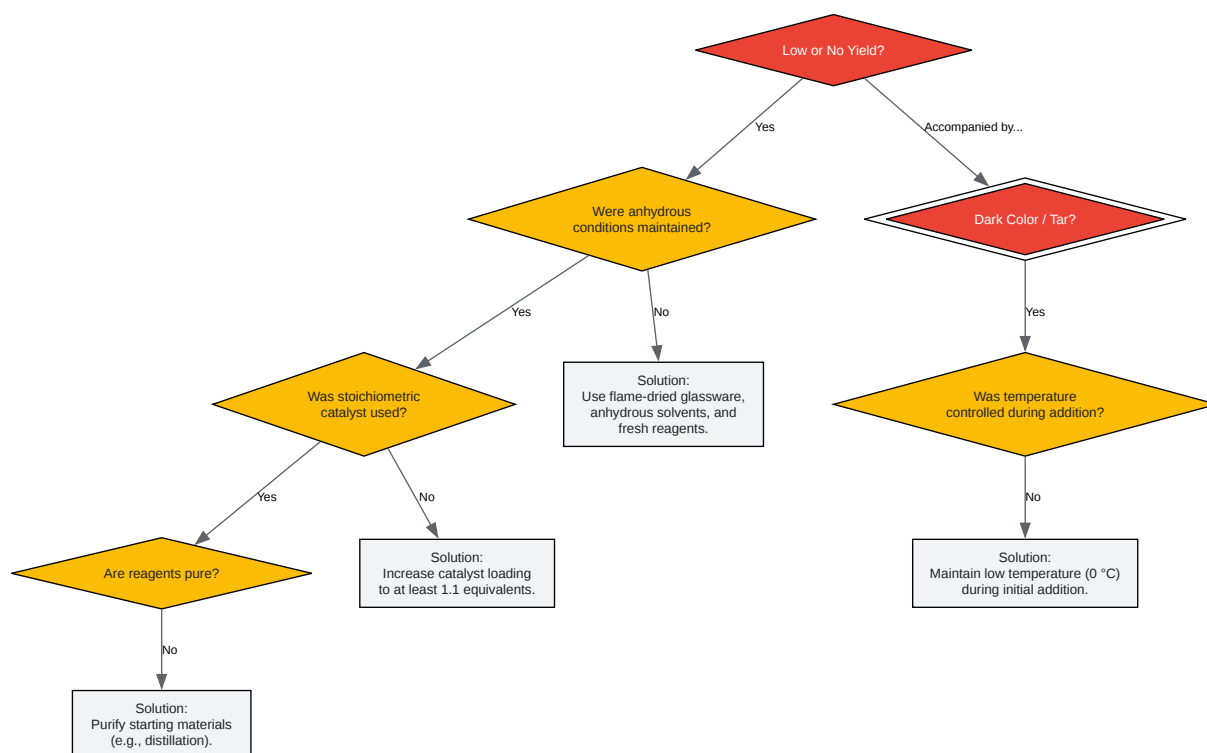 Low or No Yield?
Yes
Accompanied by...
Were anhydrous
conditions maintained?
Dark Color / Tar?
Yes
No
Yes
Was stoichiometric
catalyst used?
Solution:
Use flame-dried glassware,
anhydrous solvents, and
fresh reagents.
Was temperature
controlled during addition?
Yes
No
No
Are reagents pure?
Solution:
Increase catalyst loading
to at least 1.1 equivalents.
Solution:
Maintain low temperature (0 °C)
during initial addition.
No
Solution:
Purify starting materials
(e.g., distillation).